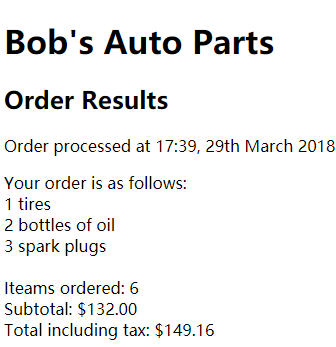 Bob's Auto Parts
Order Results
Order processed at 17:39, 29th March 2018
Your order is as follows:
1 tires
2 bottles of oil
3 spark plugs
Iteams ordered: 6
Subtotal: $132.00
Total including tax: $149.16